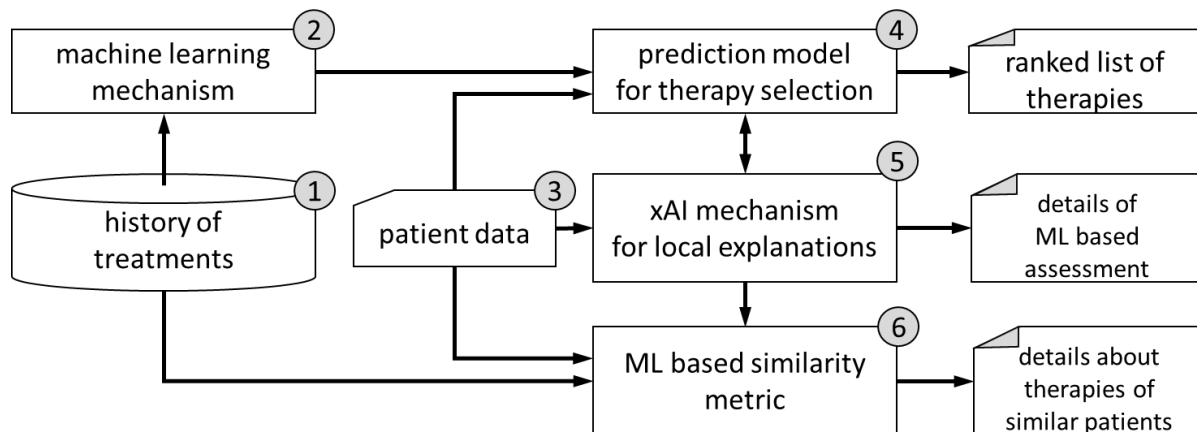 2
machine learning
mechanism
4
prediction model
for therapy selection
ranked list of
therapies
1
history of
treatments
3
patient data
5
xAI mechanism
for local explanations
details of
ML based
assessment
6
ML based similarity
metric
details about
therapies of
similar patients